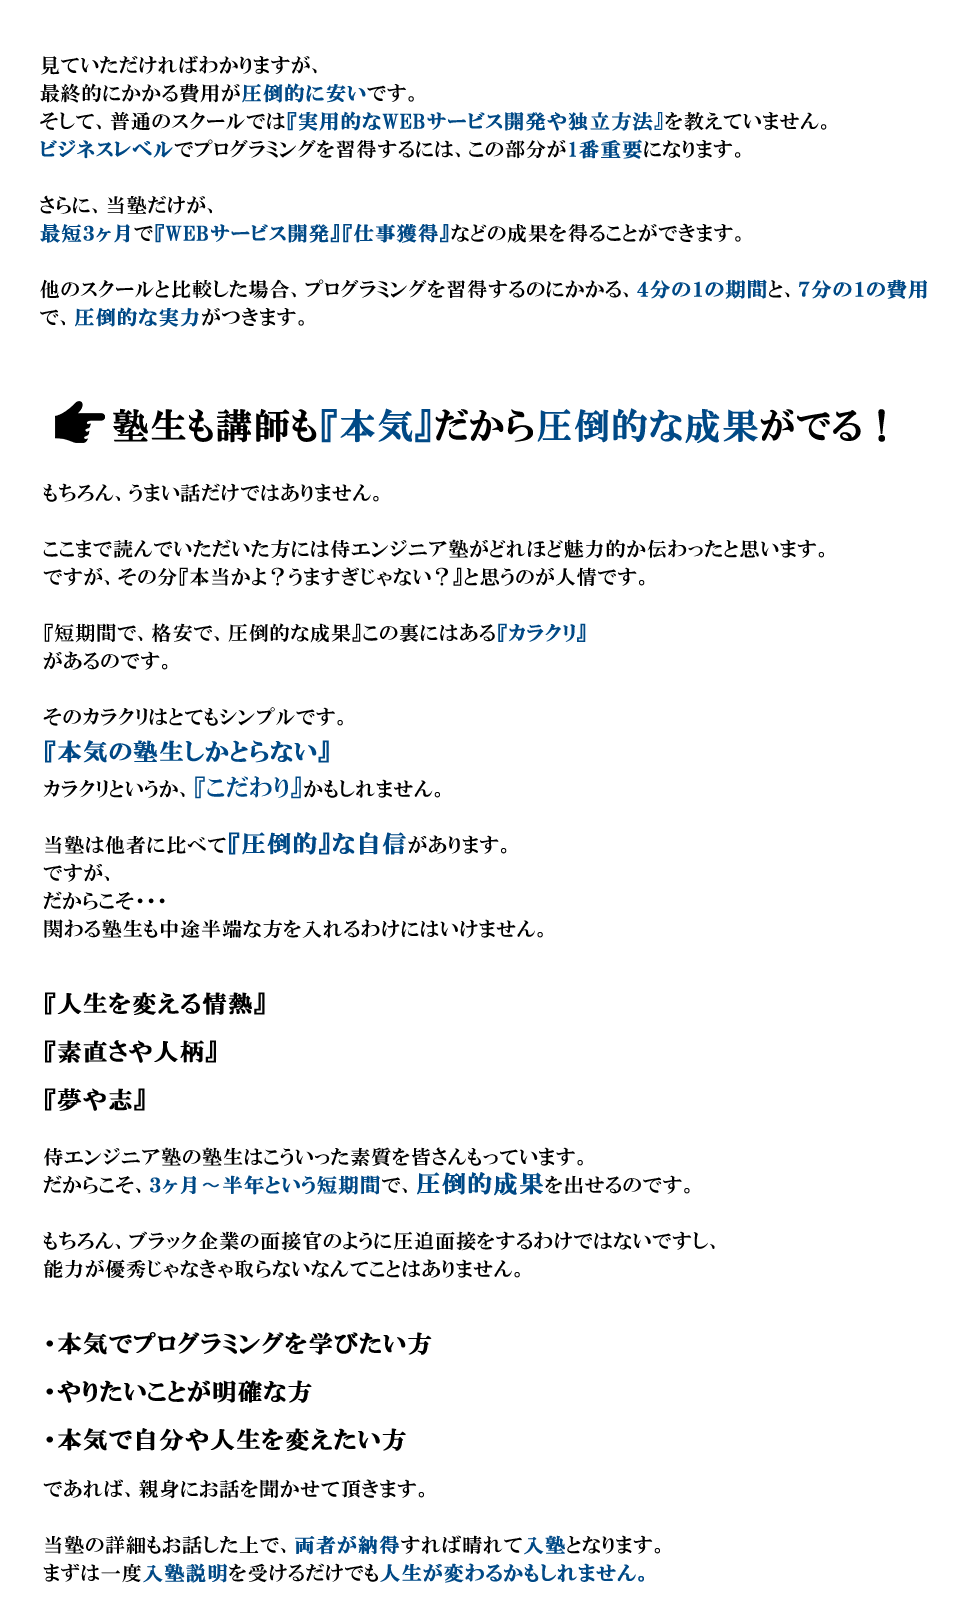 見ていただければわかりますが、
最終的にかかる費用が圧倒的に安いです。
そして、普通のスクールでは『実用的なWEBサービス開発や独立方法』を教えていません。
ビジネスレベルでプログラミングを習得するには、この部分が1番重要になります。
さらに、当塾だけが、
最短3ヶ月で『WEBサービス開発』『仕事獲得』などの成果を得ることができます。
他のスクールと比較した場合、プログラミングを習得するのにかかる、4分の1の期間と、7分の1の費用
で、圧倒的な実力がつきます。
塾生も講師も『本気』だから圧倒的な成果がでる！
もちろん、うまい話だけではありません。
ここまで読んでいただいた方には侍エンジニア塾がどれほど魅力的か伝わったと思います。
ですが、その分『本当かよ？うますぎじゃない？』と思うのが人情です。
『短期間で、格安で、圧倒的な成果』この裏にはある『カラクリ』
があるのです。
そのカラクリはとてもシンプルです。
『本気の塾生しかとらない』
カラクリというか、『こだわり』かもしれません。
当塾は他者に比べて『圧倒的』な自信があります。
ですが、
だからこそ・・・
関わる塾生も中途半端な方を入れるわけにはいけません。
『人生を変える情熱』
『素直さや人柄』
『夢や志』
侍エンジニア塾の塾生はこういった素質を皆さんもっています。
だからこそ、3ヶ月～半年という短期間で、圧倒的成果を出せるのです。
もちろん、ブラック企業の面接官のように圧迫面接をするわけではないですし、
能力が優秀じゃなきゃ取らないなんてことはありません。
・本気でプログラミングを学びたい方
・やりたいことが明確な方
・本気で自分や人生を変えたい方
であれば、親身にお話を聞かせて頂きます。
当塾の詳細もお話した上で、両者が納得すれば晴れて入塾となります。
まずは一度入塾説明を受けるだけでも人生が変わるかもしれません。